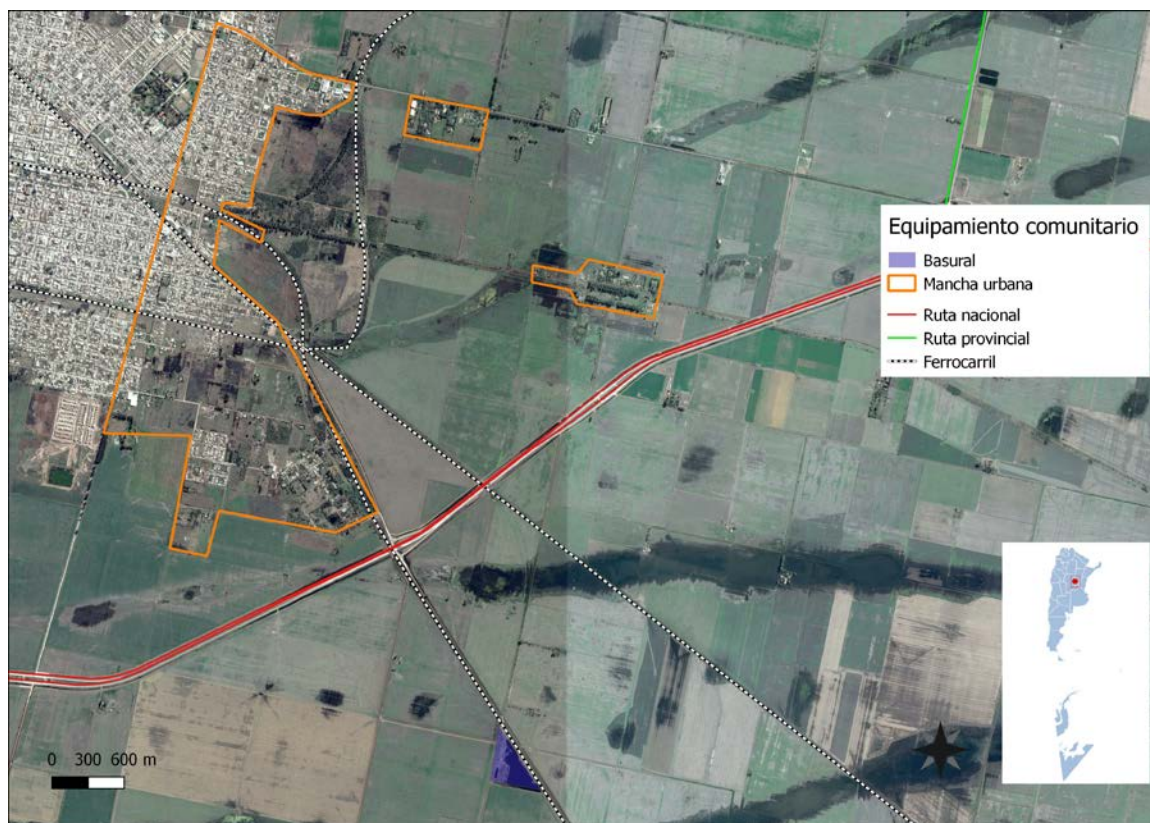 Equipamiento comunitario
Basural
Mancha urbana
Ruta nacional
Ruta provincial
Ferrocarril
0 300 600 m